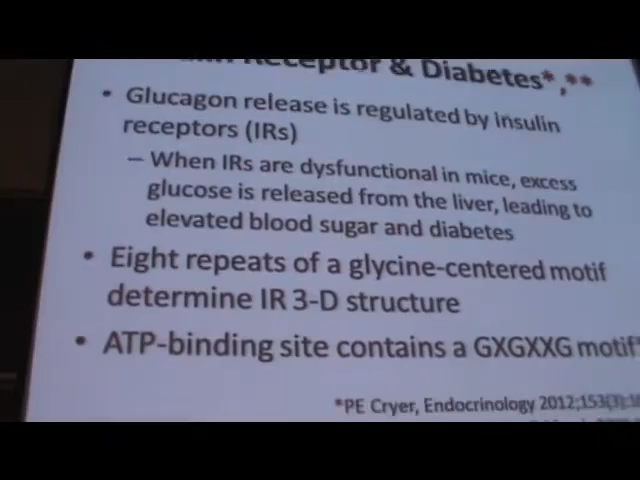 Receptor & Diabetes*,**
• Glucagon release is regulated by insulin
receptors (IRs)
– When IRs are dysfunctional in mice, excess
glucose is released from the liver, leading to
elevated blood sugar and diabetes
• Eight repeats of a glycine-centered motif
determine IR 3-D structure
• ATP-binding site contains a GXGXXG motif*
*PE Cryer, Endocrinology 2012;153(3):